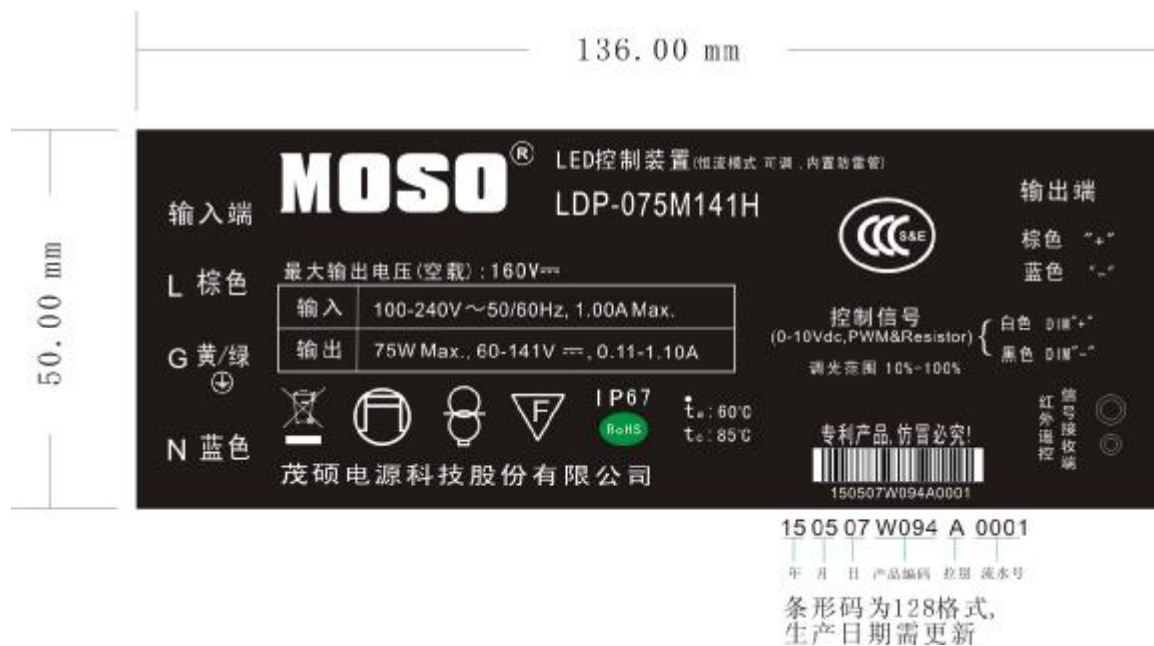 136.00 mm
50.00 mm
MOSO®
LED控制装置(恒流模式 可调,内置防雷管)
LDP-075M141H
输入端
L 棕色
G 黄/绿
N 蓝色
最大输出电压(空载):160V⎓
输入 100-240V~50/60Hz, 1.00A Max.
输出 75W Max., 60-141V ⎓, 0.11-1.10A
F
IP67
RoHS
ta:60℃
tc:85℃
茂硕电源科技股份有限公司
CCC S&E
输出端
棕色 "+"
蓝色 "-"
控制信号
(0-10Vdc,PWM&Resistor)
白色 DIM"+"
黑色 DIM"-"
调光范围 10%-100%
红外遥控
信号接收端
专利产品,仿冒必究!
150507W094A0001
15 05 07 W094 A 0001
年 月 日 产品编码 拉别 流水号
条形码为128格式,
生产日期需更新